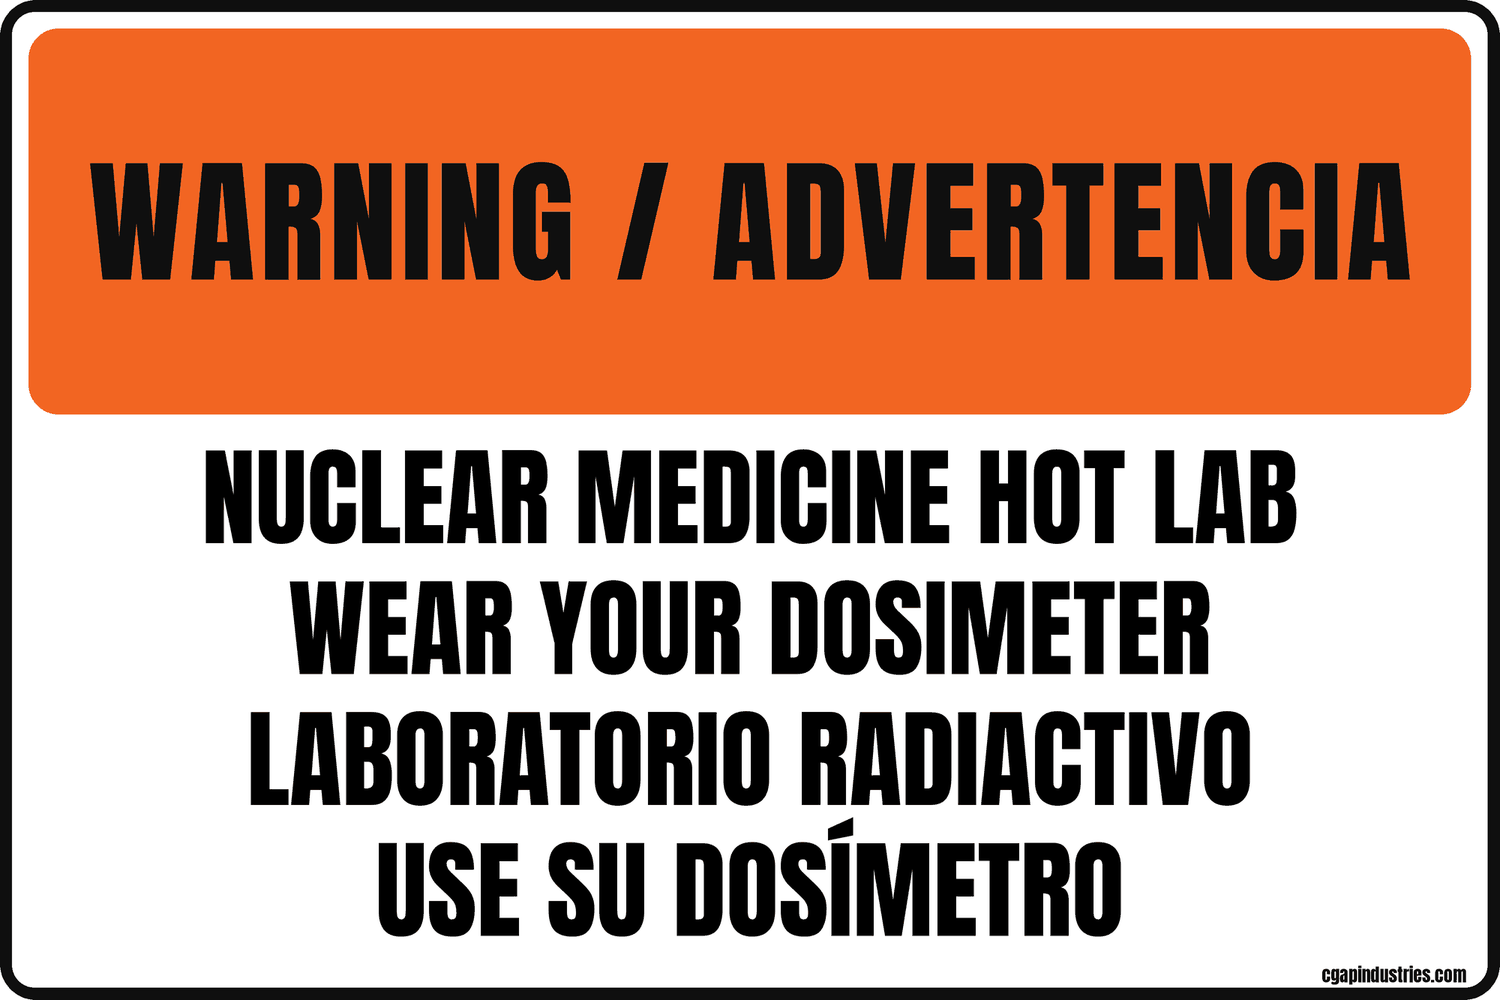 WARNING / ADVERTENCIA
NUCLEAR MEDICINE HOT LAB
WEAR YOUR DOSIMETER
LABORATORIO RADIACTIVO
USE SU DOSÍMETRO
cgapindustries.com